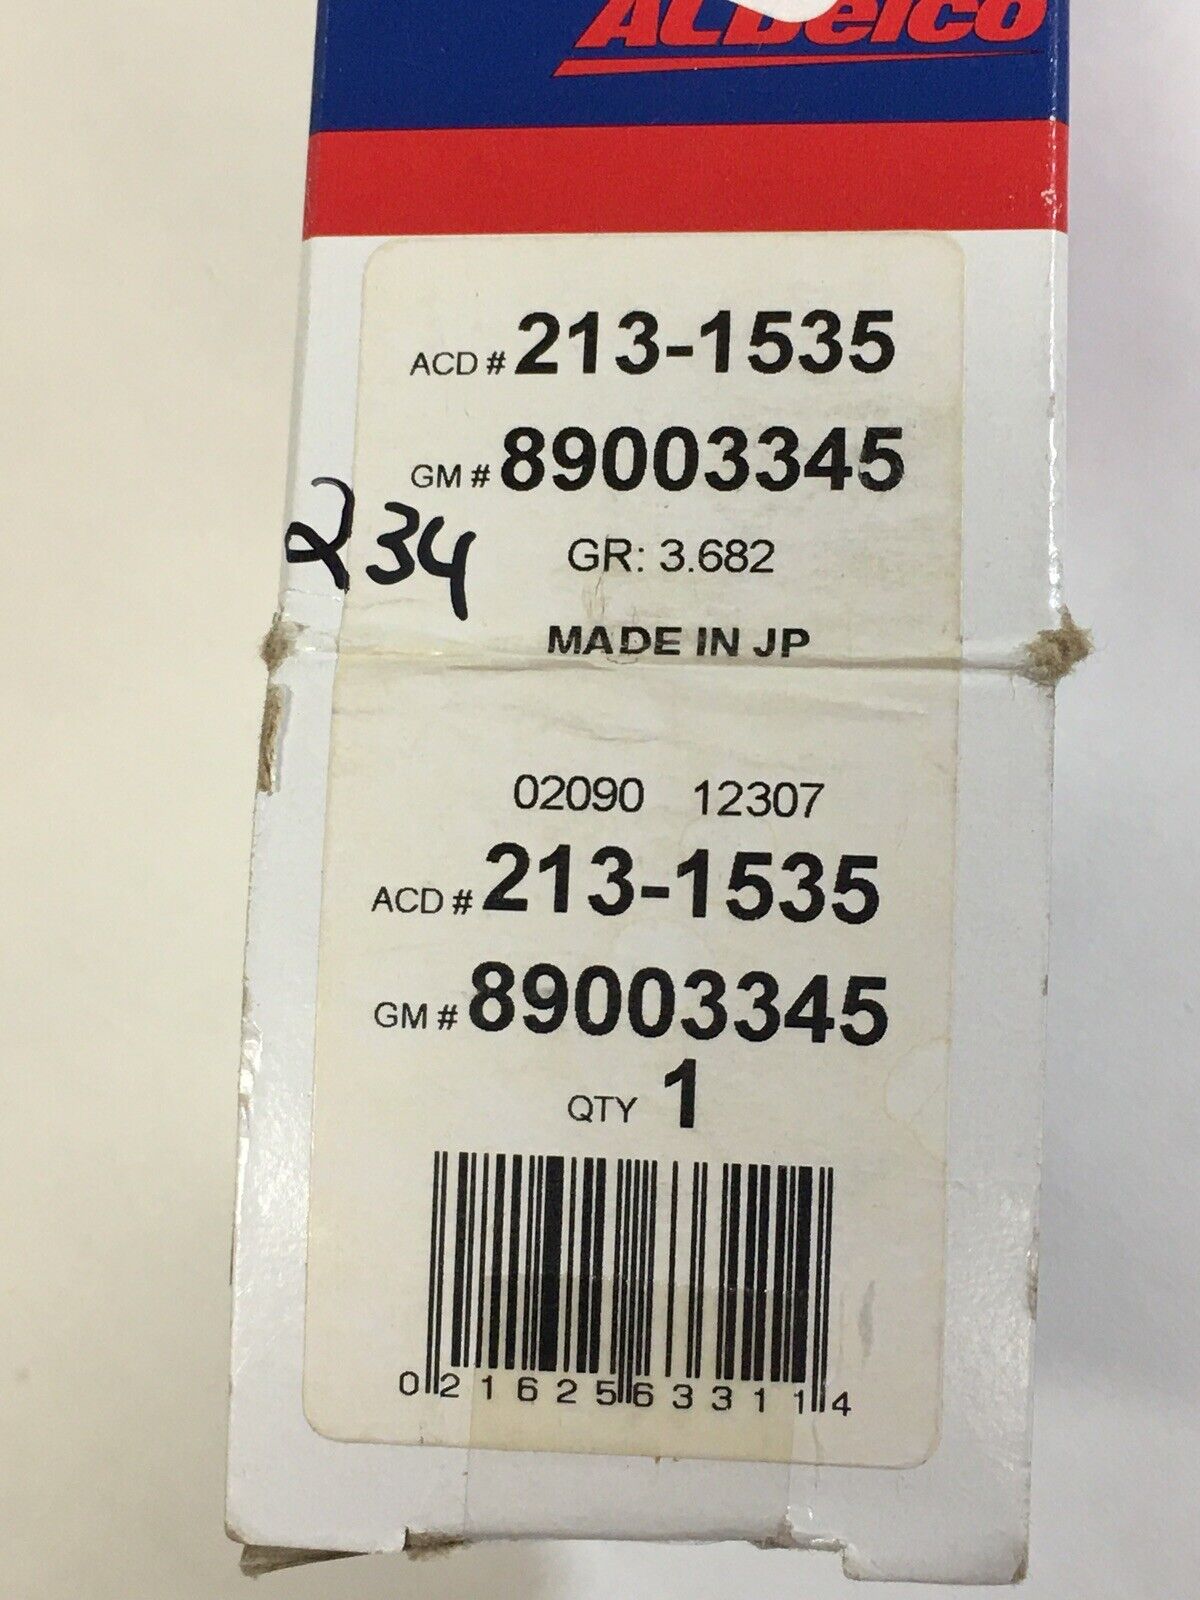 ACDelco
ACD # 213-1535
GM # 89003345
234
GR: 3.682
MADE IN JP
02090 12307
ACD # 213-1535
GM # 89003345
QTY 1
0 21625 63311 4